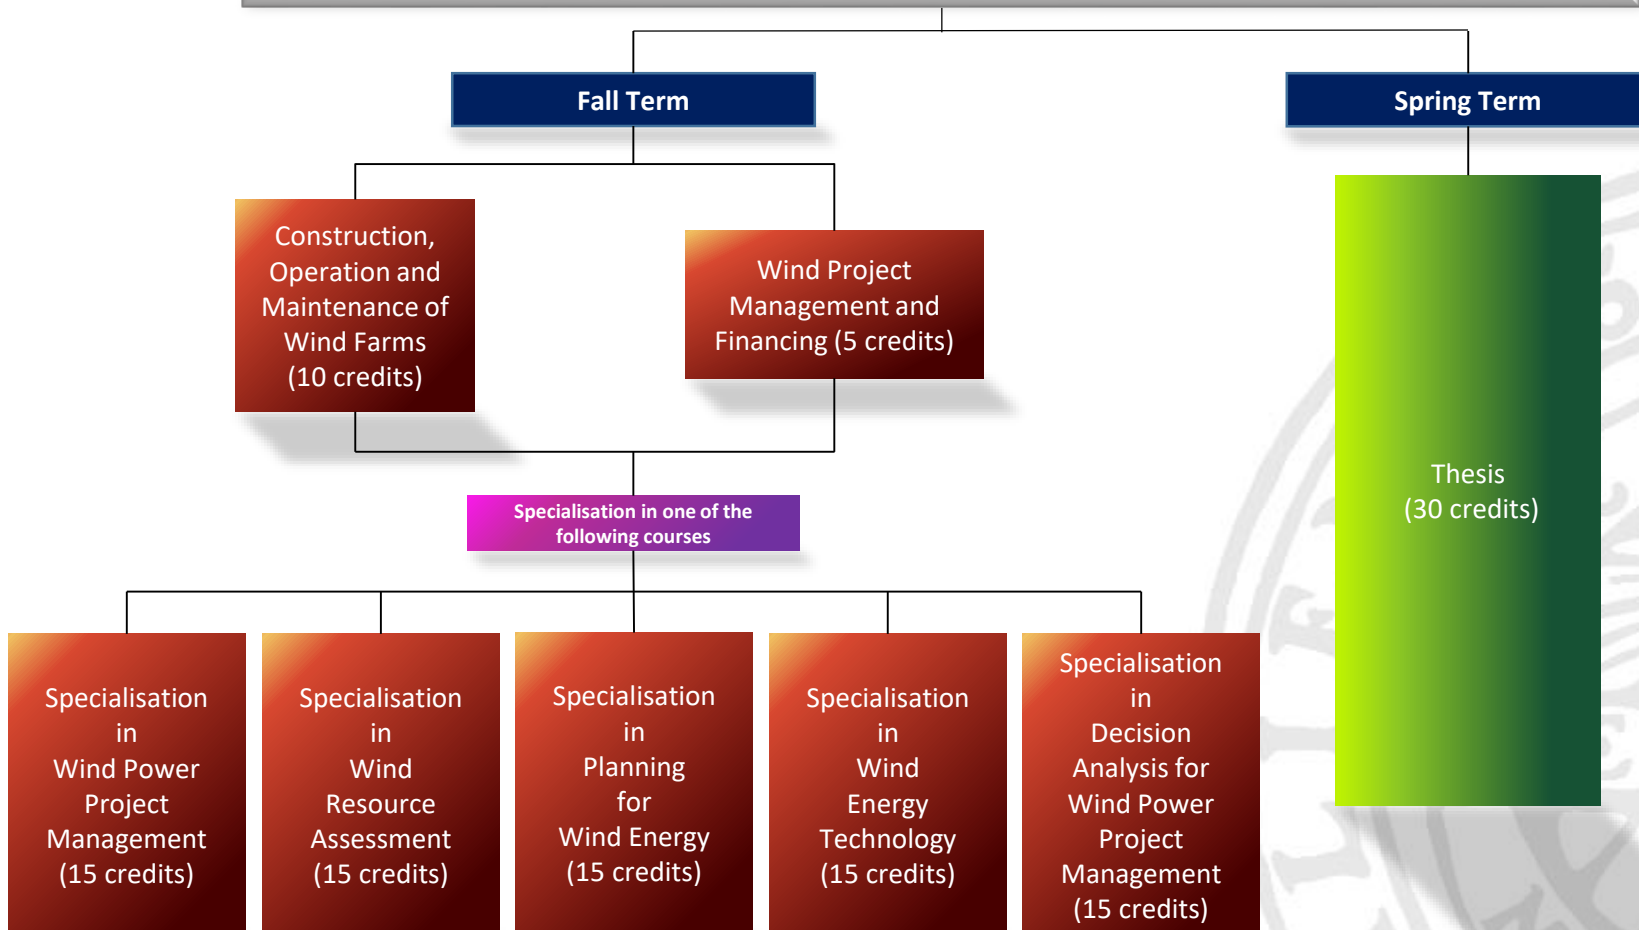 Fall Term
Spring Term
Construction,
Operation and
Maintenance of
Wind Farms
(10 credits)
Wind Project
Management and
Financing (5 credits)
Thesis
(30 credits)
Specialisation in one of the
following courses
Specialisation
in
Wind Power
Project
Management
(15 credits)
Specialisation
in
Wind
Resource
Assessment
(15 credits)
Specialisation
in
Planning
for
Wind Energy
(15 credits)
Specialisation
in
Wind
Energy
Technology
(15 credits)
Specialisation
in
Decision
Analysis for
Wind Power
Project
Management
(15 credits)